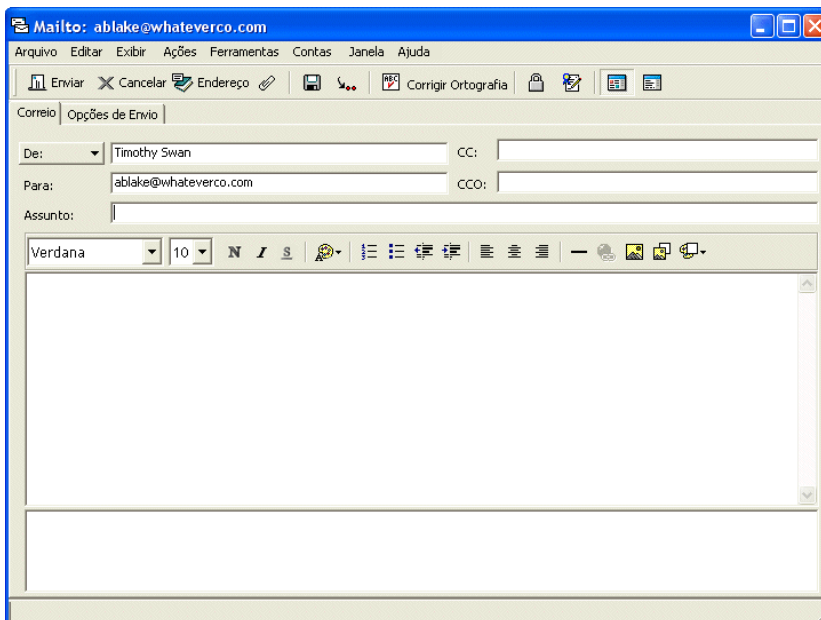 Mailto: ablake@whateverco.com
Arquivo Editar Exibir Ações Ferramentas Contas Janela Ajuda
Enviar Cancelar Endereço ABC Corrigir Ortografia
Correio Opções de Envio
De: Timothy Swan CC:
Para: ablake@whateverco.com CCO:
Assunto:
Verdana 10 N I S